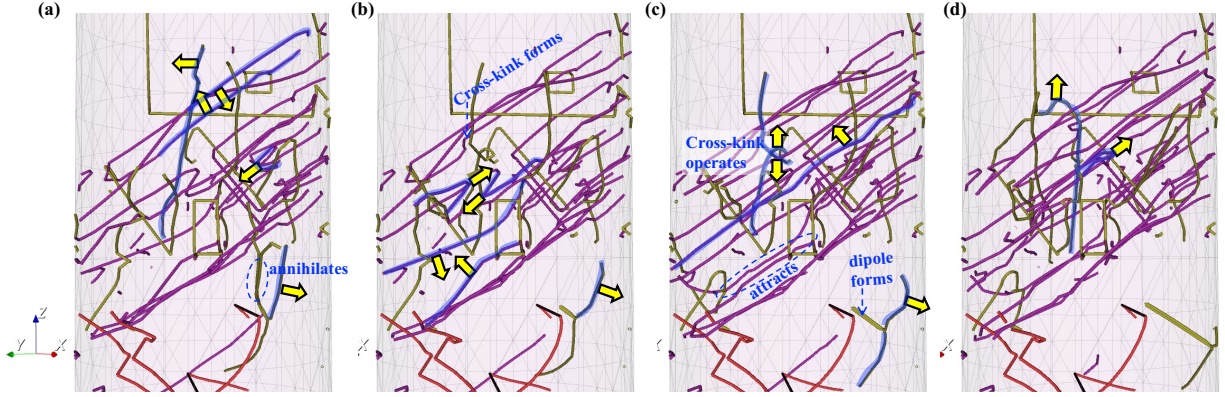 (a)
(b)
(c)
(d)
Cross-kink forms
Cross-kink
operates
annihilates
attracts
dipole
forms
Z
Y
X
X
Y
X